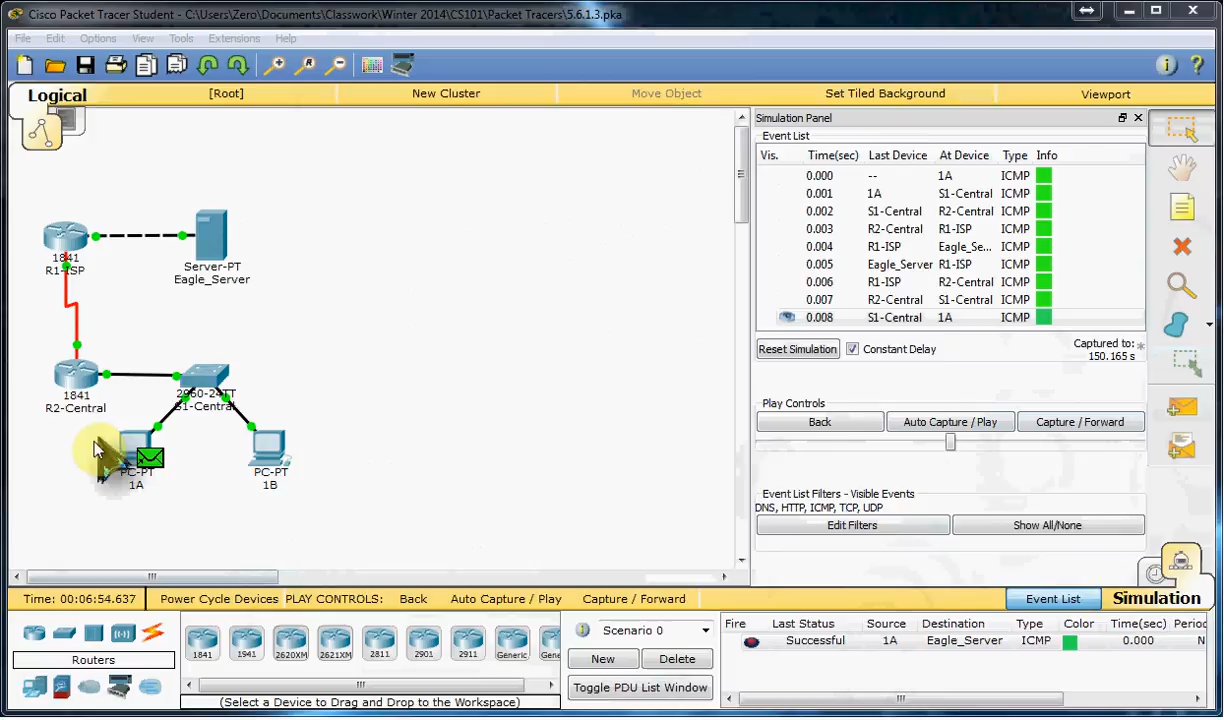 Cisco Packet Tracer Student - C:\Users\Zero\Documents\Classwork\Winter 2014\CS101\Packet Tracers\5.6.1.3.pka
File Edit Options View Tools Extensions Help
Logical [Root] New Cluster Move Object Set Tiled Background Viewport
1841
R1-ISP
Server-PT
Eagle_Server
1841
R2-Central
2960-24TT
S1-Central
PC-PT
1A
PC-PT
1B
Simulation Panel
Event List
Vis. Time(sec) Last Device At Device Type Info
0.000 -- 1A ICMP
0.001 1A S1-Central ICMP
0.002 S1-Central R2-Central ICMP
0.003 R2-Central R1-ISP ICMP
0.004 R1-ISP Eagle_Se... ICMP
0.005 Eagle_Server R1-ISP ICMP
0.006 R1-ISP R2-Central ICMP
0.007 R2-Central S1-Central ICMP
0.008 S1-Central 1A ICMP
Reset Simulation Constant Delay Captured to:
150.165 s
Play Controls
Back Auto Capture / Play Capture / Forward
Event List Filters - Visible Events
DNS, HTTP, ICMP, TCP, UDP
Edit Filters Show All/None
Time: 00:06:54.637 Power Cycle Devices PLAY CONTROLS: Back Auto Capture / Play Capture / Forward Event List Simulation
Routers
1841 1941 2620XM 2621XM 2811 2901 2911 Generic Gene
(Select a Device to Drag and Drop to the Workspace)
Scenario 0
New Delete
Toggle PDU List Window
Fire Last Status Source Destination Type Color Time(sec) Period
Successful 1A Eagle_Server ICMP 0.000 N